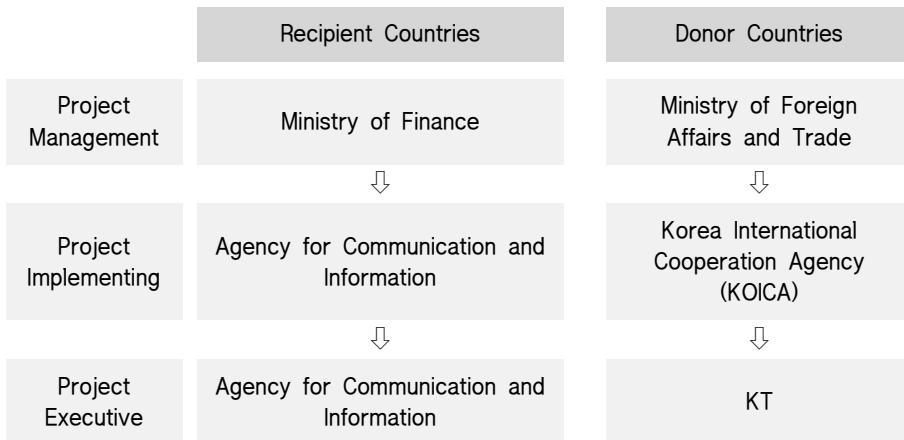 Recipient Countries
Donor Countries
Project
Management
Ministry of Finance
Ministry of Foreign
Affairs and Trade
Project
Implementing
Agency for Communication and
Information
Korea International
Cooperation Agency
(KOICA)
Project
Executive
Agency for Communication and
Information
KT